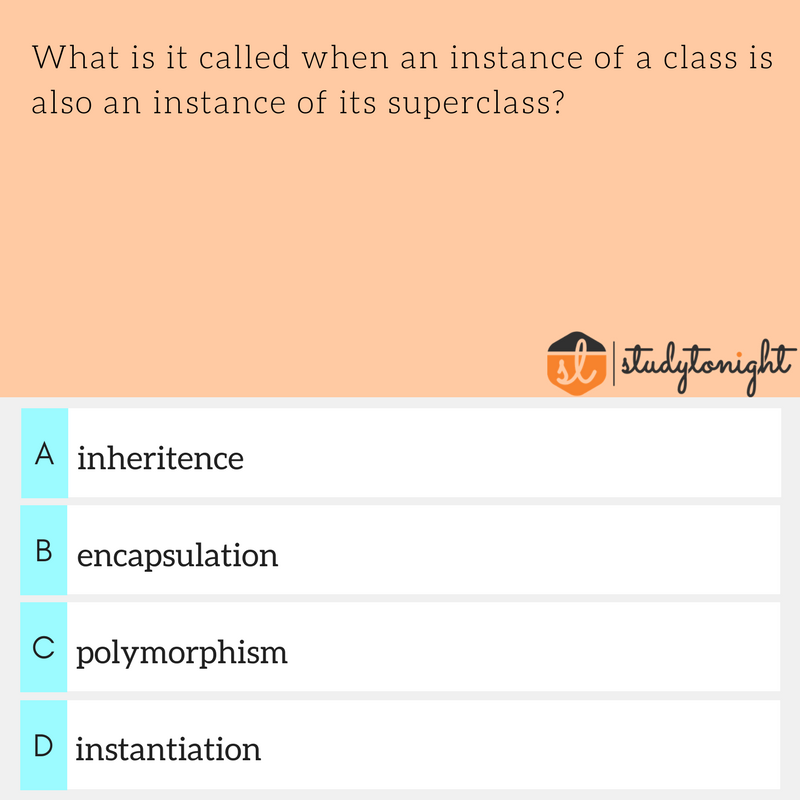 What is it called when an instance of a class is
also an instance of its superclass?
sl studytonight
A inheritence
B encapsulation
C polymorphism
D instantiation